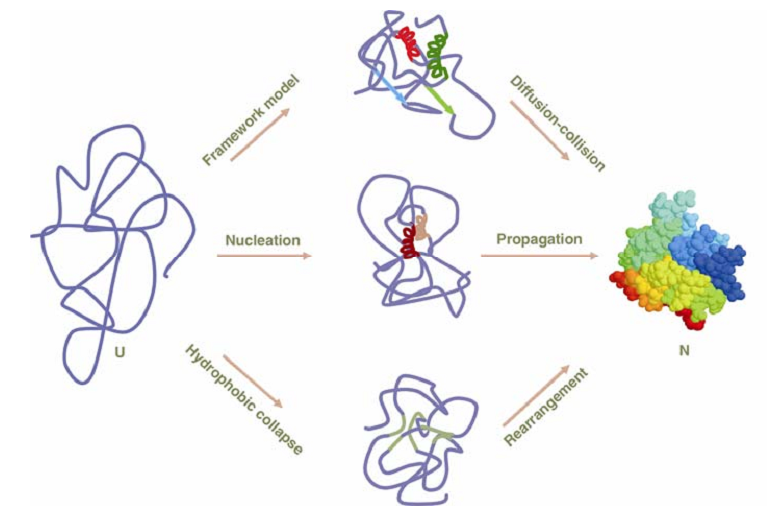 Framework model
Diffusion-collision
Nucleation
Propagation
U
N
Hydrophobic collapse
Rearrangement